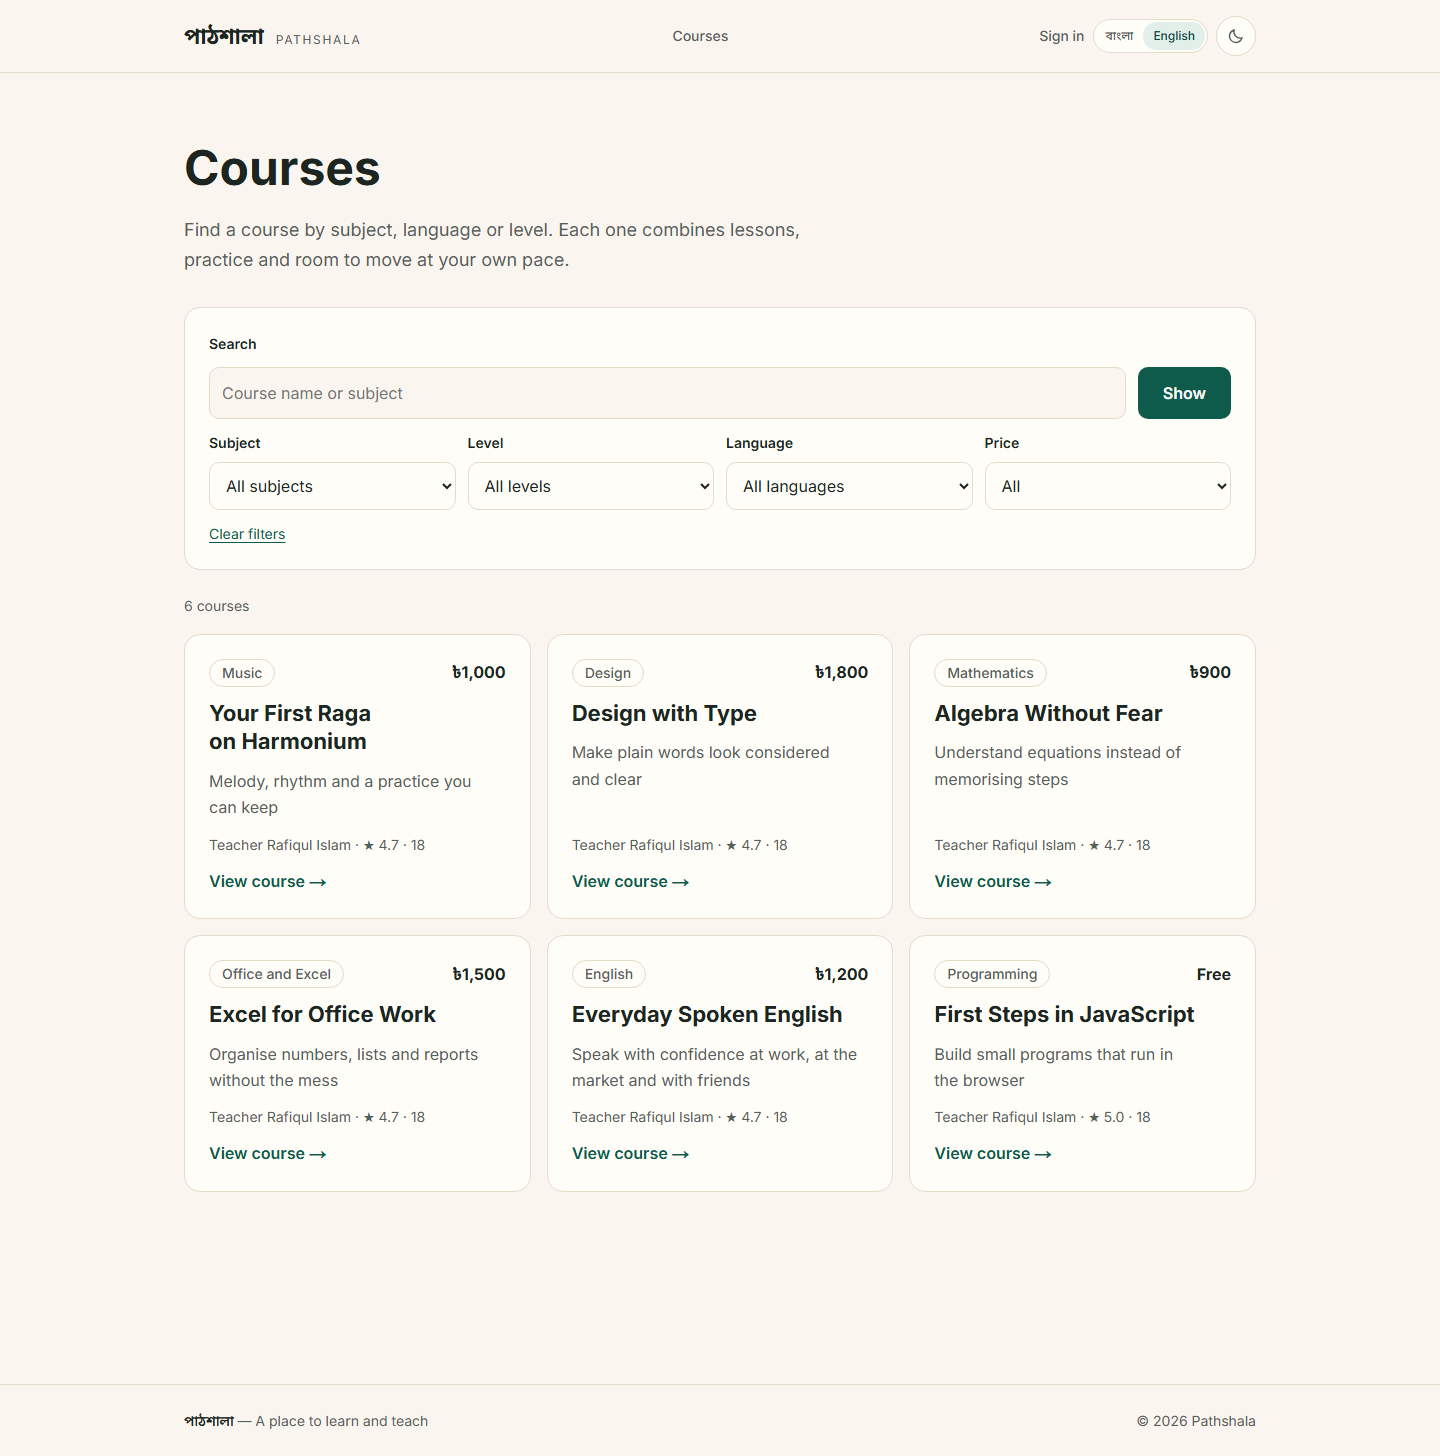 পাঠশালা PATHSHALA
Courses
Sign in
বাংলা
English
Courses
Find a course by subject, language or level. Each one combines lessons,
practice and room to move at your own pace.
Search
Course name or subject
Show
Subject
Level
Language
Price
All subjects
All levels
All languages
All
Clear filters
6 courses
Music
৳1,000
Your First Raga
on Harmonium
Melody, rhythm and a practice you
can keep
Teacher Rafiqul Islam · ★ 4.7 · 18
View course →
Design
৳1,800
Design with Type
Make plain words look considered
and clear
Teacher Rafiqul Islam · ★ 4.7 · 18
View course →
Mathematics
৳900
Algebra Without Fear
Understand equations instead of
memorising steps
Teacher Rafiqul Islam · ★ 4.7 · 18
View course →
Office and Excel
৳1,500
Excel for Office Work
Organise numbers, lists and reports
without the mess
Teacher Rafiqul Islam · ★ 4.7 · 18
View course →
English
৳1,200
Everyday Spoken English
Speak with confidence at work, at the
market and with friends
Teacher Rafiqul Islam · ★ 4.7 · 18
View course →
Programming
Free
First Steps in JavaScript
Build small programs that run in
the browser
Teacher Rafiqul Islam · ★ 5.0 · 18
View course →
পাঠশালা — A place to learn and teach
© 2026 Pathshala